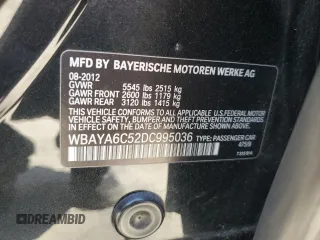 MFD BY BAYERISCHE MOTOREN WERKE AG
08-2012
GVWR 5545 lbs 2515 kg
GAWR FRONT 2600 lbs 1179 kg
GAWR REAR 3120 lbs 1415 kg
THIS VEHICLE CONFORMS TO ALL APPLICABLE
FEDERAL MOTOR VEHICLE SAFETY, BUMPER,
AND THEFT PREVENTION STANDARDS IN EFFECT
ON THE DATE OF MANUFACTURE SHOWN ABOVE.
WBAYA6C52DC995036 TYPE: PASSENGER CAR
475/9
DREAMBID